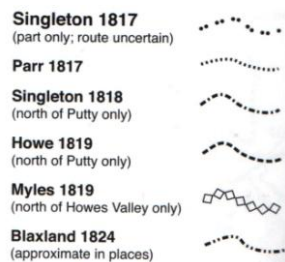 Singleton 1817
(part only; route uncertain)
Parr 1817
Singleton 1818
(north of Putty only)
Howe 1819
(north of Putty only)
Myles 1819
(north of Howes Valley only)
Blaxland 1824
(approximate in places)